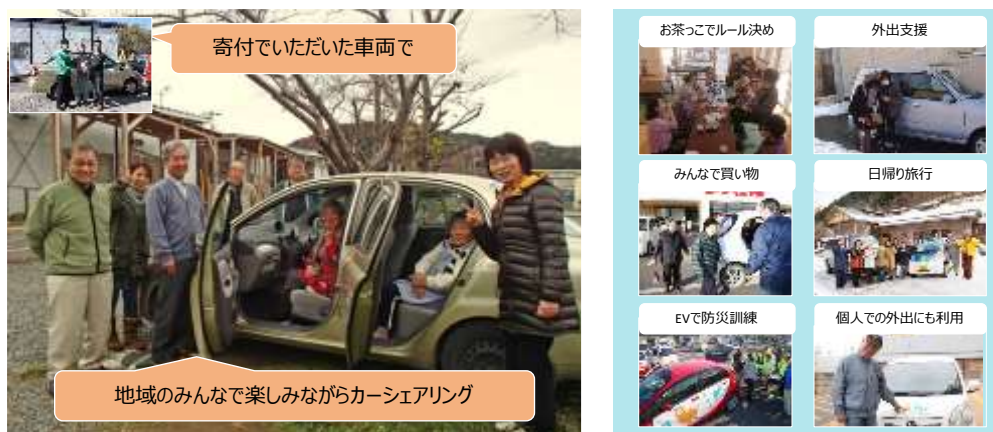 寄付でいただいた車両で
地域のみんなで楽しみながらカーシェアリング
お茶っこでルール決め
外出支援
みんなで買い物
日帰り旅行
EVで防災訓練
個人での外出にも利用